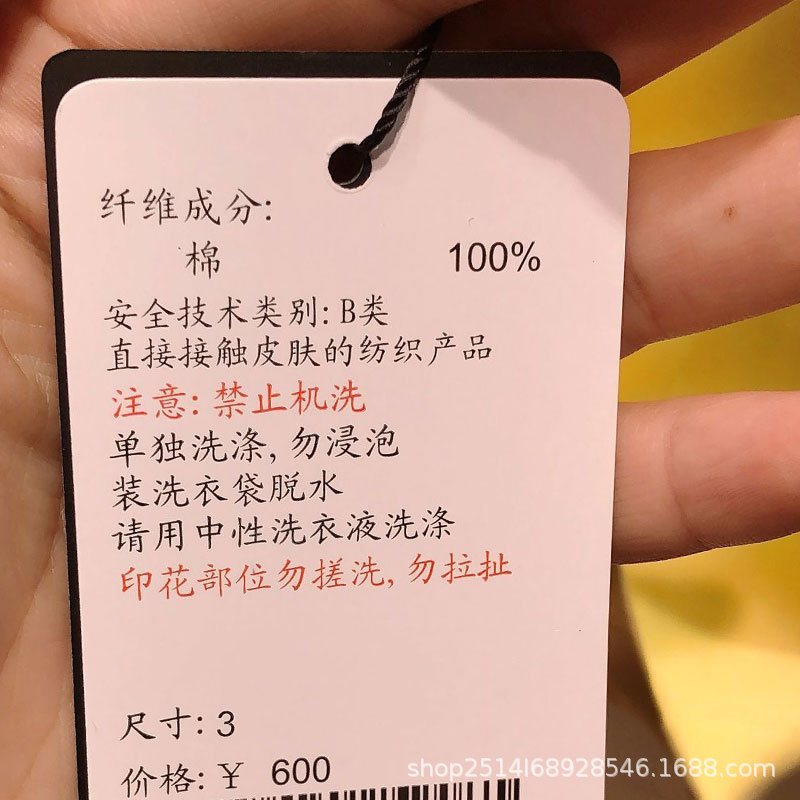 纤维成分:
棉 100%
安全技术类别: B类
直接接触皮肤的纺织产品
注意: 禁止机洗
单独洗涤, 勿浸泡
装洗衣袋脱水
请用中性洗衣液洗涤
印花部位勿搓洗, 勿拉扯
尺寸: 3
价格: ¥ 600
shop2514l68928546.1688.com